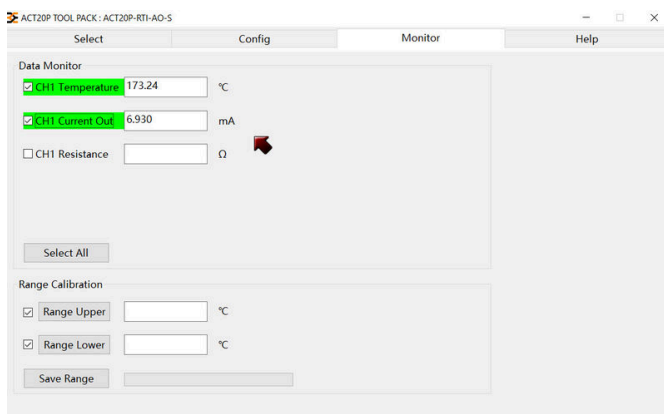 ACT20P TOOL PACK : ACT20P-RTI-AO-S
Select Config Monitor Help
Data Monitor
CH1 Temperature 173.24 °C
CH1 Current Out 6.930 mA
CH1 Resistance Ω
Select All
Range Calibration
Range Upper °C
Range Lower °C
Save Range